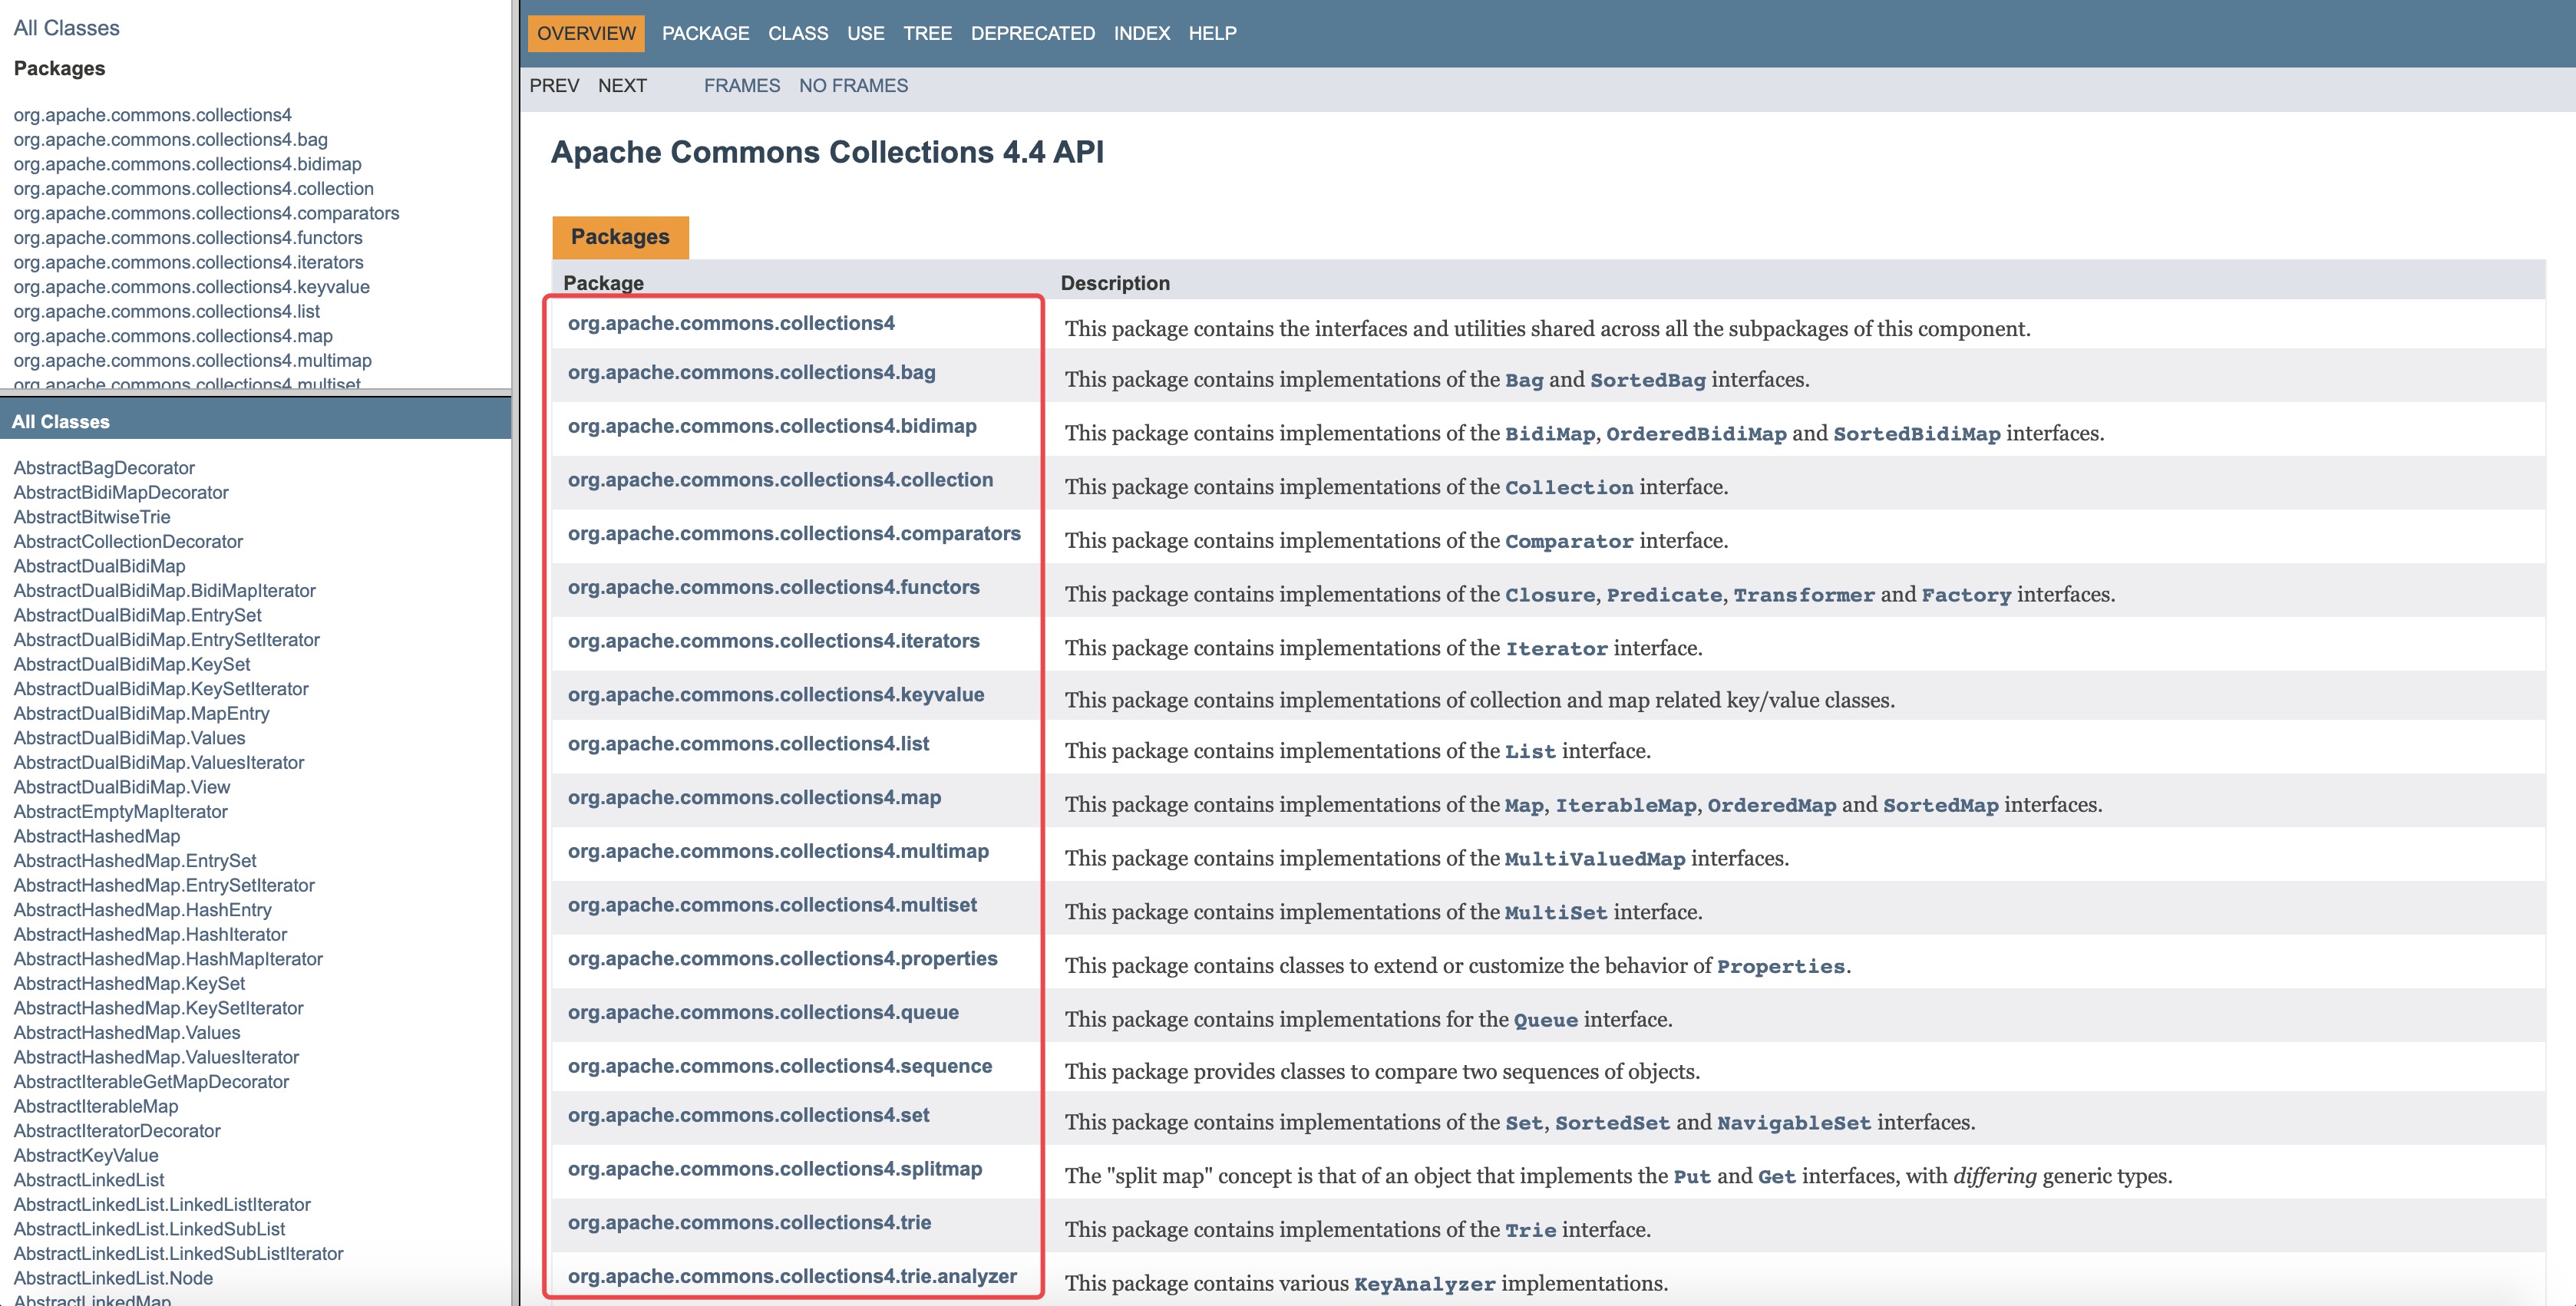 All Classes
Packages
org.apache.commons.collections4
org.apache.commons.collections4.bag
org.apache.commons.collections4.bidimap
org.apache.commons.collections4.collection
org.apache.commons.collections4.comparators
org.apache.commons.collections4.functors
org.apache.commons.collections4.iterators
org.apache.commons.collections4.keyvalue
org.apache.commons.collections4.list
org.apache.commons.collections4.map
org.apache.commons.collections4.multimap
org.apache.commons.collections4.multiset
All Classes
AbstractBagDecorator
AbstractBidiMapDecorator
AbstractBitwiseTrie
AbstractCollectionDecorator
AbstractDualBidiMap
AbstractDualBidiMap.BidiMapIterator
AbstractDualBidiMap.EntrySet
AbstractDualBidiMap.EntrySetIterator
AbstractDualBidiMap.KeySet
AbstractDualBidiMap.KeySetIterator
AbstractDualBidiMap.MapEntry
AbstractDualBidiMap.Values
AbstractDualBidiMap.ValuesIterator
AbstractDualBidiMap.View
AbstractEmptyMapIterator
AbstractHashedMap
AbstractHashedMap.EntrySet
AbstractHashedMap.EntrySetIterator
AbstractHashedMap.HashEntry
AbstractHashedMap.HashIterator
AbstractHashedMap.HashMapIterator
AbstractHashedMap.KeySet
AbstractHashedMap.KeySetIterator
AbstractHashedMap.Values
AbstractHashedMap.ValuesIterator
AbstractIterableGetMapDecorator
AbstractIterableMap
AbstractIteratorDecorator
AbstractKeyValue
AbstractLinkedList
AbstractLinkedList.LinkedListIterator
AbstractLinkedList.LinkedSubList
AbstractLinkedList.LinkedSubListIterator
AbstractLinkedList.Node
AbstractLinkedMap
OVERVIEW PACKAGE CLASS USE TREE DEPRECATED INDEX HELP
PREV NEXT FRAMES NO FRAMES
Apache Commons Collections 4.4 API
Packages
Package Description
org.apache.commons.collections4 This package contains the interfaces and utilities shared across all the subpackages of this component.
org.apache.commons.collections4.bag This package contains implementations of the Bag and SortedBag interfaces.
org.apache.commons.collections4.bidimap This package contains implementations of the BidiMap, OrderedBidiMap and SortedBidiMap interfaces.
org.apache.commons.collections4.collection This package contains implementations of the Collection interface.
org.apache.commons.collections4.comparators This package contains implementations of the Comparator interface.
org.apache.commons.collections4.functors This package contains implementations of the Closure, Predicate, Transformer and Factory interfaces.
org.apache.commons.collections4.iterators This package contains implementations of the Iterator interface.
org.apache.commons.collections4.keyvalue This package contains implementations of collection and map related key/value classes.
org.apache.commons.collections4.list This package contains implementations of the List interface.
org.apache.commons.collections4.map This package contains implementations of the Map, IterableMap, OrderedMap and SortedMap interfaces.
org.apache.commons.collections4.multimap This package contains implementations of the MultiValuedMap interfaces.
org.apache.commons.collections4.multiset This package contains implementations of the MultiSet interface.
org.apache.commons.collections4.properties This package contains classes to extend or customize the behavior of Properties.
org.apache.commons.collections4.queue This package contains implementations for the Queue interface.
org.apache.commons.collections4.sequence This package provides classes to compare two sequences of objects.
org.apache.commons.collections4.set This package contains implementations of the Set, SortedSet and NavigableSet interfaces.
org.apache.commons.collections4.splitmap The "split map" concept is that of an object that implements the Put and Get interfaces, with differing generic types.
org.apache.commons.collections4.trie This package contains implementations of the Trie interface.
org.apache.commons.collections4.trie.analyzer This package contains various KeyAnalyzer implementations.